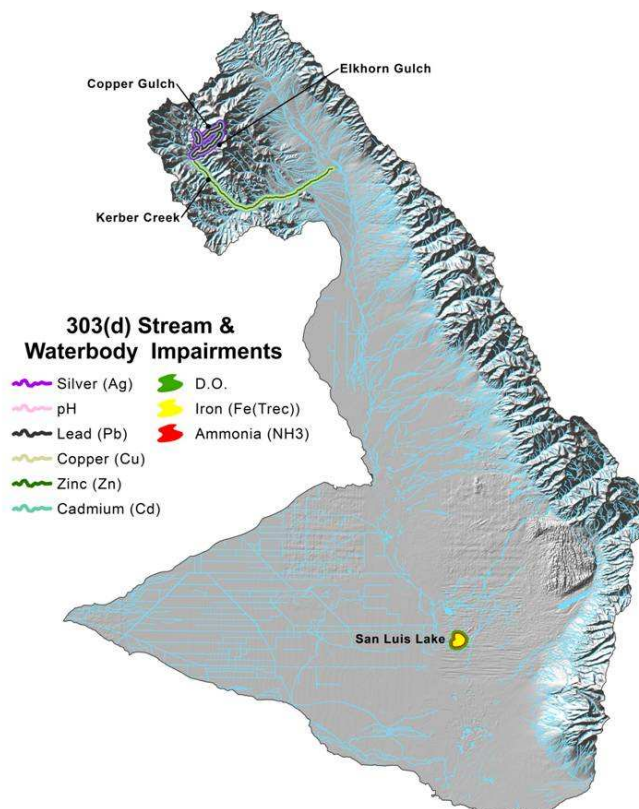 Elkhorn Gulch
Copper Gulch
Kerber Creek
303(d) Stream &
Waterbody Impairments
Silver (Ag)
pH
Lead (Pb)
Copper (Cu)
Zinc (Zn)
Cadmium (Cd)
D.O.
Iron (Fe(Trec))
Ammonia (NH3)
San Luis Lake